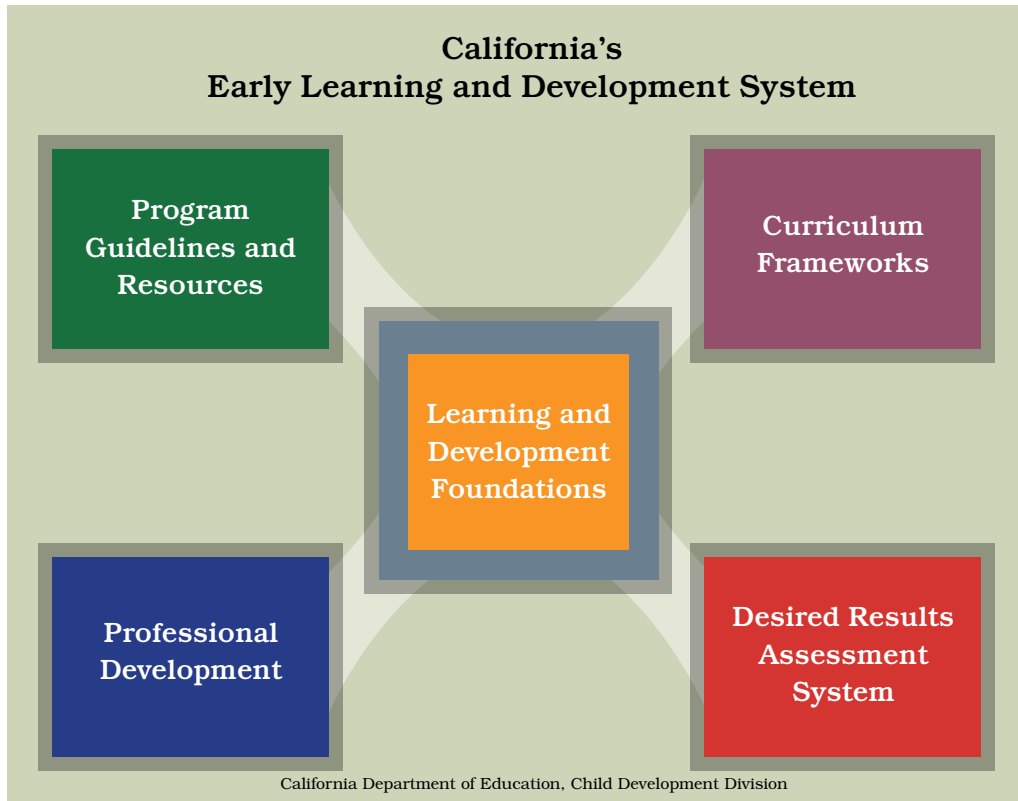 California’s
Early Learning and Development System
Program
Guidelines and
Resources
Curriculum
Frameworks
Learning and
Development
Foundations
Professional
Development
Desired Results
Assessment
System
California Department of Education, Child Development Division